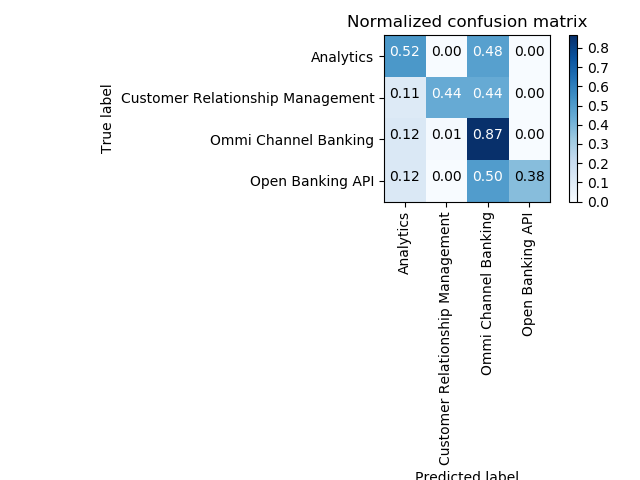 Normalized confusion matrix
True label
Analytics 0.52 0.00 0.48 0.00
Customer Relationship Management 0.11 0.44 0.44 0.00
Ommi Channel Banking 0.12 0.01 0.87 0.00
Open Banking API 0.12 0.00 0.50 0.38
Analytics
Customer Relationship Management
Ommi Channel Banking
Open Banking API
Predicted label
0.8
0.7
0.6
0.5
0.4
0.3
0.2
0.1
0.0